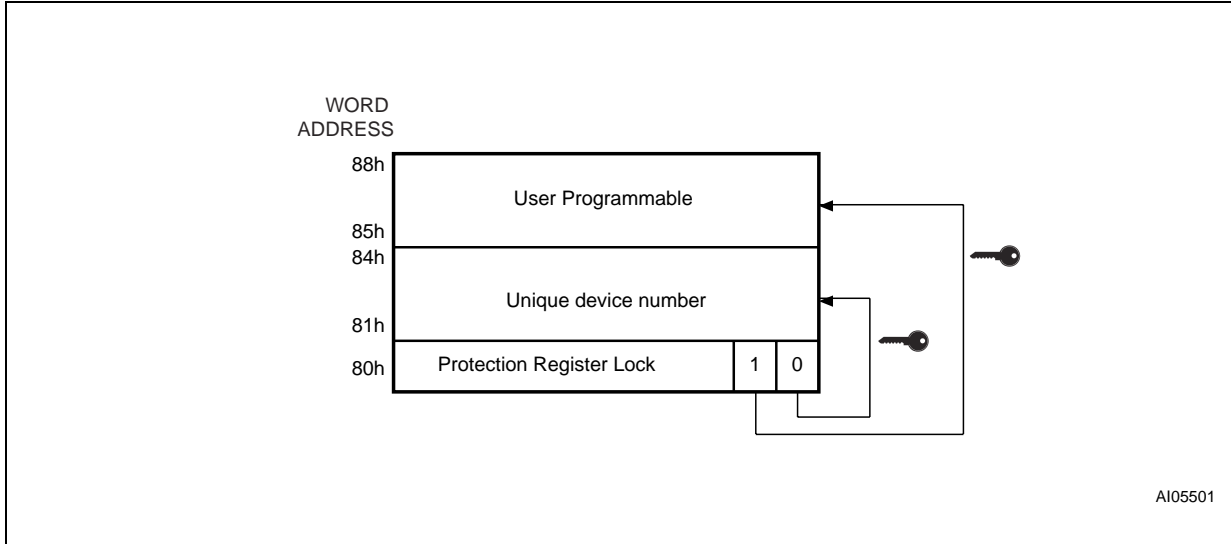 WORD
ADDRESS
88h
User Programmable
85h
84h
Unique device number
81h
80h
Protection Register Lock
1
0
AI05501